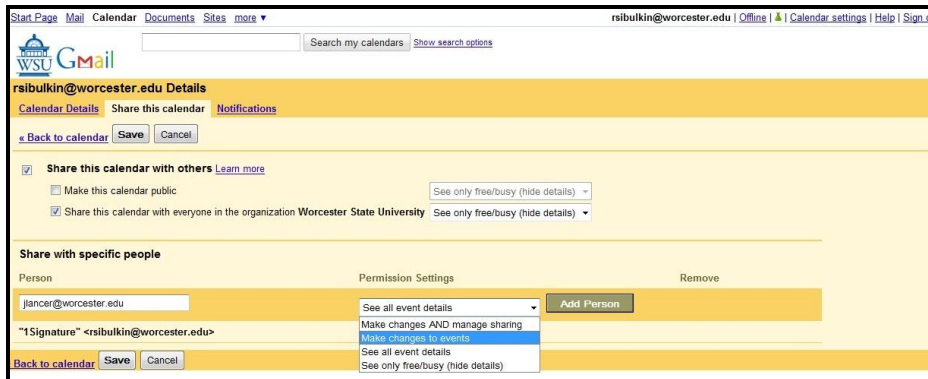 Start Page Mail Calendar Documents Sites more ▼ rsibulkin@worcester.edu | Offline | | Calendar settings | Help | Sign
WSU GMail Search my calendars Show search options
rsibulkin@worcester.edu Details
Calendar Details Share this calendar Notifications
« Back to calendar Save Cancel
Share this calendar with others Learn more
Make this calendar public See only free/busy (hide details)
Share this calendar with everyone in the organization Worcester State University See only free/busy (hide details)
Share with specific people
Person Permission Settings Remove
jlancer@worcester.edu See all event details Add Person
Make changes AND manage sharing
"1Signature" <rsibulkin@worcester.edu> Make changes to events
See all event details
Back to calendar Save Cancel See only free/busy (hide details)